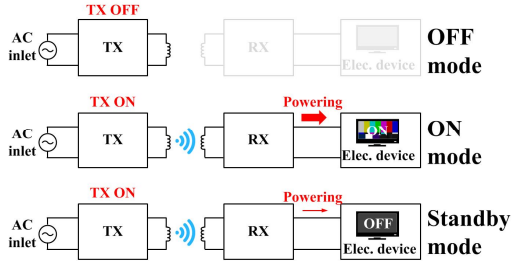 TX OFF
AC
inlet
TX
RX
Elec. device
OFF
mode
TX ON
Powering
AC
inlet
TX
RX
ON
Elec. device
ON
mode
TX ON
Powering
AC
inlet
TX
RX
OFF
Elec. device
Standby
mode